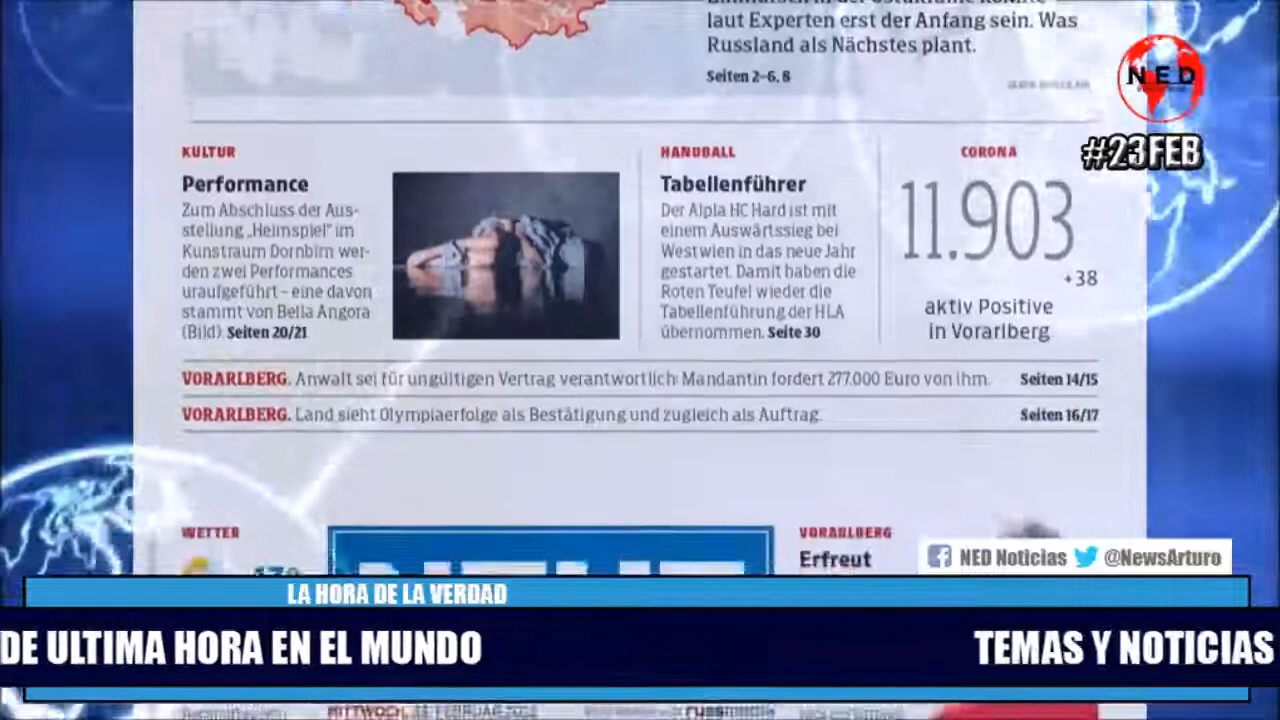 laut Experten erst der Anfang sein. Was
Russland als Nächstes plant.
Seiten 2–6, 8
NED
#23FEB
KULTUR
Performance
Zum Abschluss der Aus-
stellung „Heimspiel" im
Kunstraum Dornbirn wer-
den zwei Performances
uraufgeführt – eine davon
stammt von Bella Angora
(Bild). Seiten 20/21
HANDBALL
Tabellenführer
Der Alpla HC Hard ist mit
einem Auswärtssieg bei
Westwien in das neue Jahr
gestartet. Damit haben die
Roten Teufel wieder die
Tabellenführung der HLA
übernommen. Seite 30
CORONA
11.903
+38
aktiv Positive
in Vorarlberg
VORARLBERG. Anwalt sei für ungültigen Vertrag verantwortlich: Mandantin fordert 277.000 Euro von ihm. Seiten 14/15
VORARLBERG. Land sieht Olympiaerfolge als Bestätigung und zugleich als Auftrag. Seiten 16/17
WETTER
VORARLBERG
Erfreut
NED Noticias @NewsArturo
LA HORA DE LA VERDAD
DE ULTIMA HORA EN EL MUNDO TEMAS Y NOTICIAS